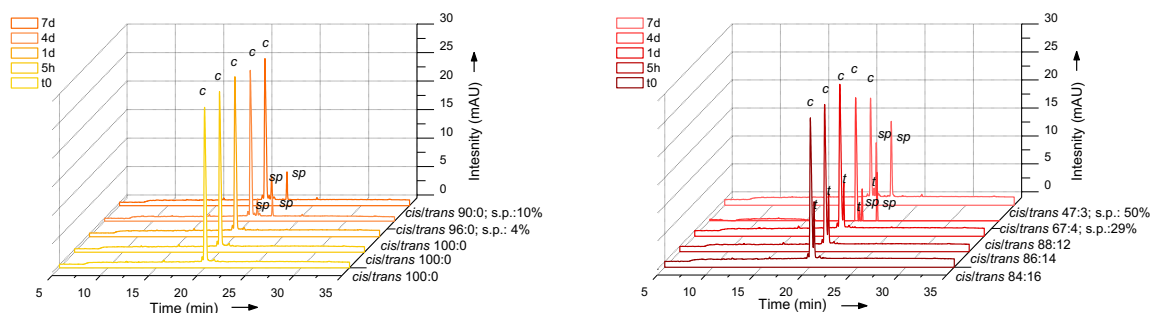 7d
4d
1d
5h
t0
30
25
20
15
10
5
0
Intesnity (mAU)
c
c
c
c
c
sp
sp
sp
sp
cis/trans 90:0; s.p.:10%
cis/trans 96:0; s.p.: 4%
cis/trans 100:0
cis/trans 100:0
cis/trans 100:0
5
10
15
20
25
30
35
Time (min)
7d
4d
1d
5h
t0
30
25
20
15
10
5
0
Intesnity (mAU)
c
c
c
c
c
sp
sp
t
t
t
t
t
sp
sp
cis/trans 47:3; s.p.: 50%
cis/trans 67:4; s.p.:29%
cis/trans 88:12
cis/trans 86:14
cis/trans 84:16
5
10
15
20
25
30
35
Time (min)